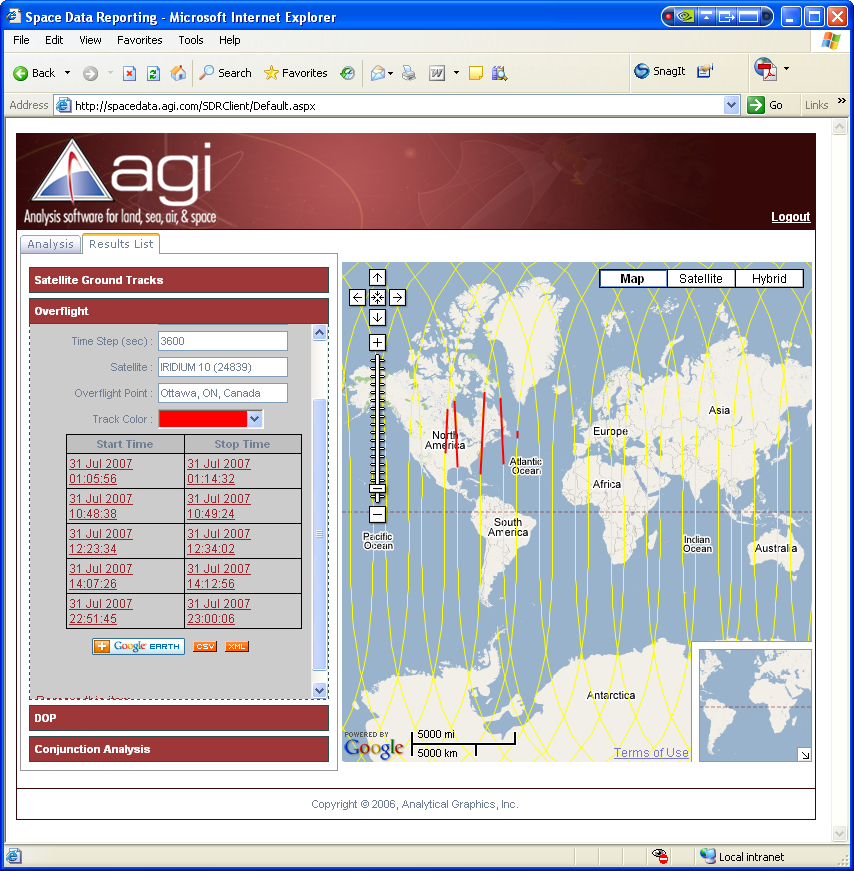 Space Data Reporting - Microsoft Internet Explorer
File Edit View Favorites Tools Help
Back Search Favorites SnagIt
Address http://spacedata.agi.com/SDRClient/Default.aspx Go Links »
agi
Analysis software for land, sea, air, & space
Logout
Analysis Results List
Satellite Ground Tracks
Overflight
Time Step (sec) : 3600
Satellite : IRIDIUM 10 (24839)
Overflight Point : Ottawa, ON, Canada
Track Color :
Start Time Stop Time
31 Jul 2007 31 Jul 2007
01:05:56 01:14:32
31 Jul 2007 31 Jul 2007
10:48:38 10:49:24
31 Jul 2007 31 Jul 2007
12:23:34 12:34:02
31 Jul 2007 31 Jul 2007
14:07:26 14:12:56
31 Jul 2007 31 Jul 2007
22:51:45 23:00:06
Google EARTH CSV XML
DOP
Conjunction Analysis
Map Satellite Hybrid
North
America
Atlantic
Ocean
Europe
Asia
Africa
South
America
Pacific
Ocean
Indian
Ocean
Australia
Antarctica
POWERED BY
Google
5000 mi
5000 km
Terms of Use
Copyright © 2006, Analytical Graphics, Inc.
Local intranet